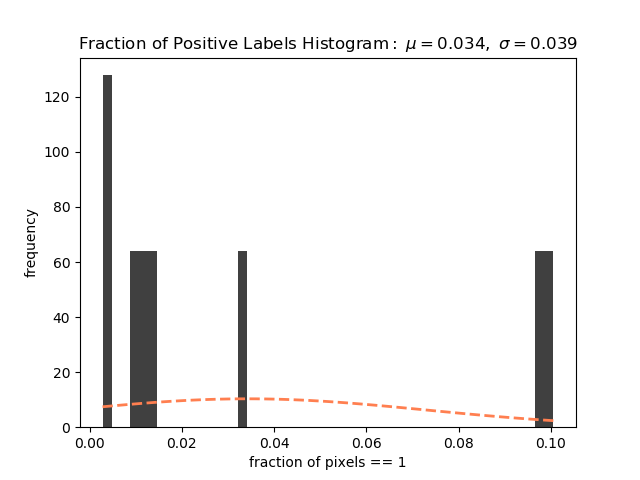 Fraction of Positive Labels Histogram : μ = 0.034, σ = 0.039
frequency
120
100
80
60
40
20
0
0.00 0.02 0.04 0.06 0.08 0.10
fraction of pixels == 1